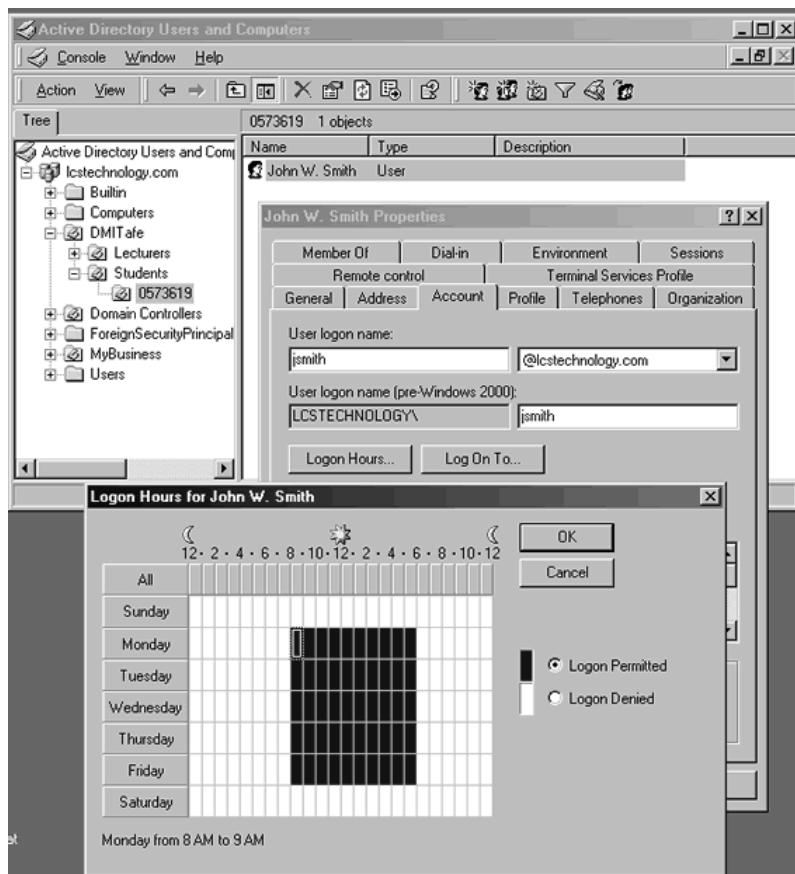 Active Directory Users and Computers
Console Window Help
Action View
Tree
0573619 1 objects
Active Directory Users and Comp
lcstechnology.com
Builtin
Computers
DMITafe
Lecturers
Students
0573619
Domain Controllers
ForeignSecurityPrincipal
MyBusiness
Users
Name Type Description
John W. Smith User
John W. Smith Properties
Member Of Dial-in Environment Sessions
Remote control Terminal Services Profile
General Address Account Profile Telephones Organization
User logon name:
jsmith @lcstechnology.com
User logon name (pre-Windows 2000):
LCSTECHNOLOGY\ jsmith
Logon Hours... Log On To...
Logon Hours for John W. Smith
12 · 2 · 4 · 6 · 8 · 10 · 12 · 2 · 4 · 6 · 8 · 10 · 12
All
Sunday
Monday
Tuesday
Wednesday
Thursday
Friday
Saturday
OK
Cancel
Logon Permitted
Logon Denied
Monday from 8 AM to 9 AM